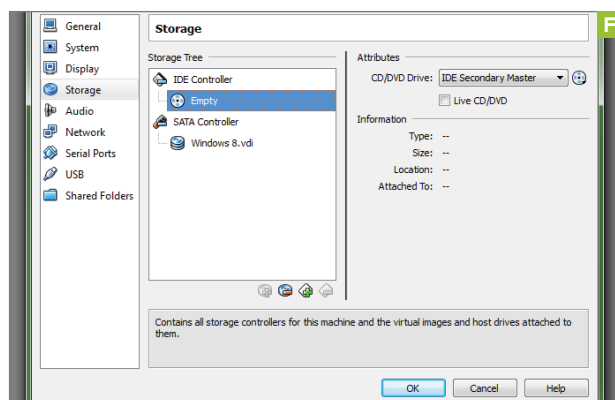 F
General
System
Display
Storage
Audio
Network
Serial Ports
USB
Shared Folders
Storage
Storage Tree
IDE Controller
Empty
SATA Controller
Windows 8.vdi
Attributes
CD/DVD Drive: IDE Secondary Master
Live CD/DVD
Information
Type: --
Size: --
Location: --
Attached To: --
Contains all storage controllers for this machine and the virtual images and host drives attached to
them.
OK Cancel Help